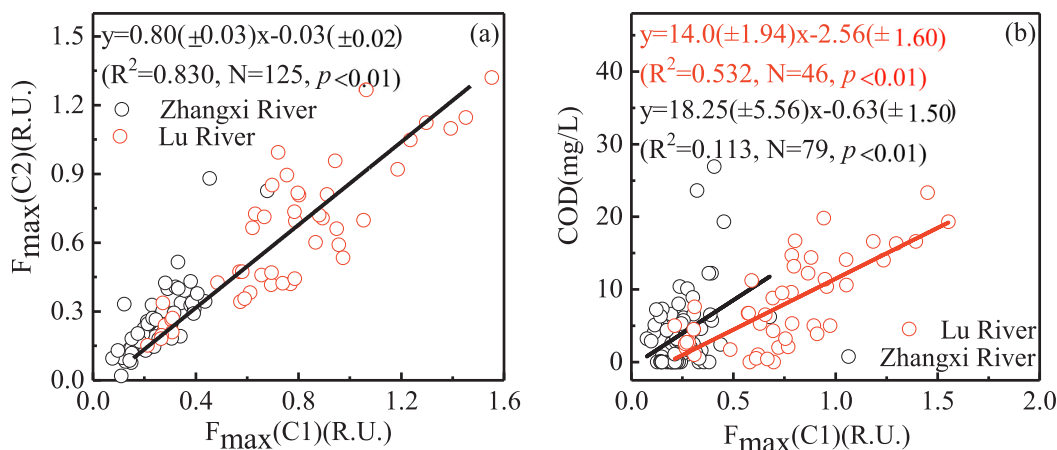 y=0.80(±0.03)x-0.03(±0.02)
(a)
(R²=0.830, N=125, p<0.01)
Zhangxi River
Lu River
1.5
1.2
0.9
0.6
0.3
0.0
Fmax(C2)(R.U.)
0.0 0.4 0.8 1.2 1.6
Fmax(C1)(R.U.)
y=14.0(±1.94)x-2.56(±1.60)
(b)
(R²=0.532, N=46, p<0.01)
y=18.25(±5.56)x-0.63(±1.50)
(R²=0.113, N=79, p<0.01)
40
30
20
10
0
COD(mg/L)
Lu River
Zhangxi River
0.0 0.5 1.0 1.5 2.0
Fmax(C1)(R.U.)